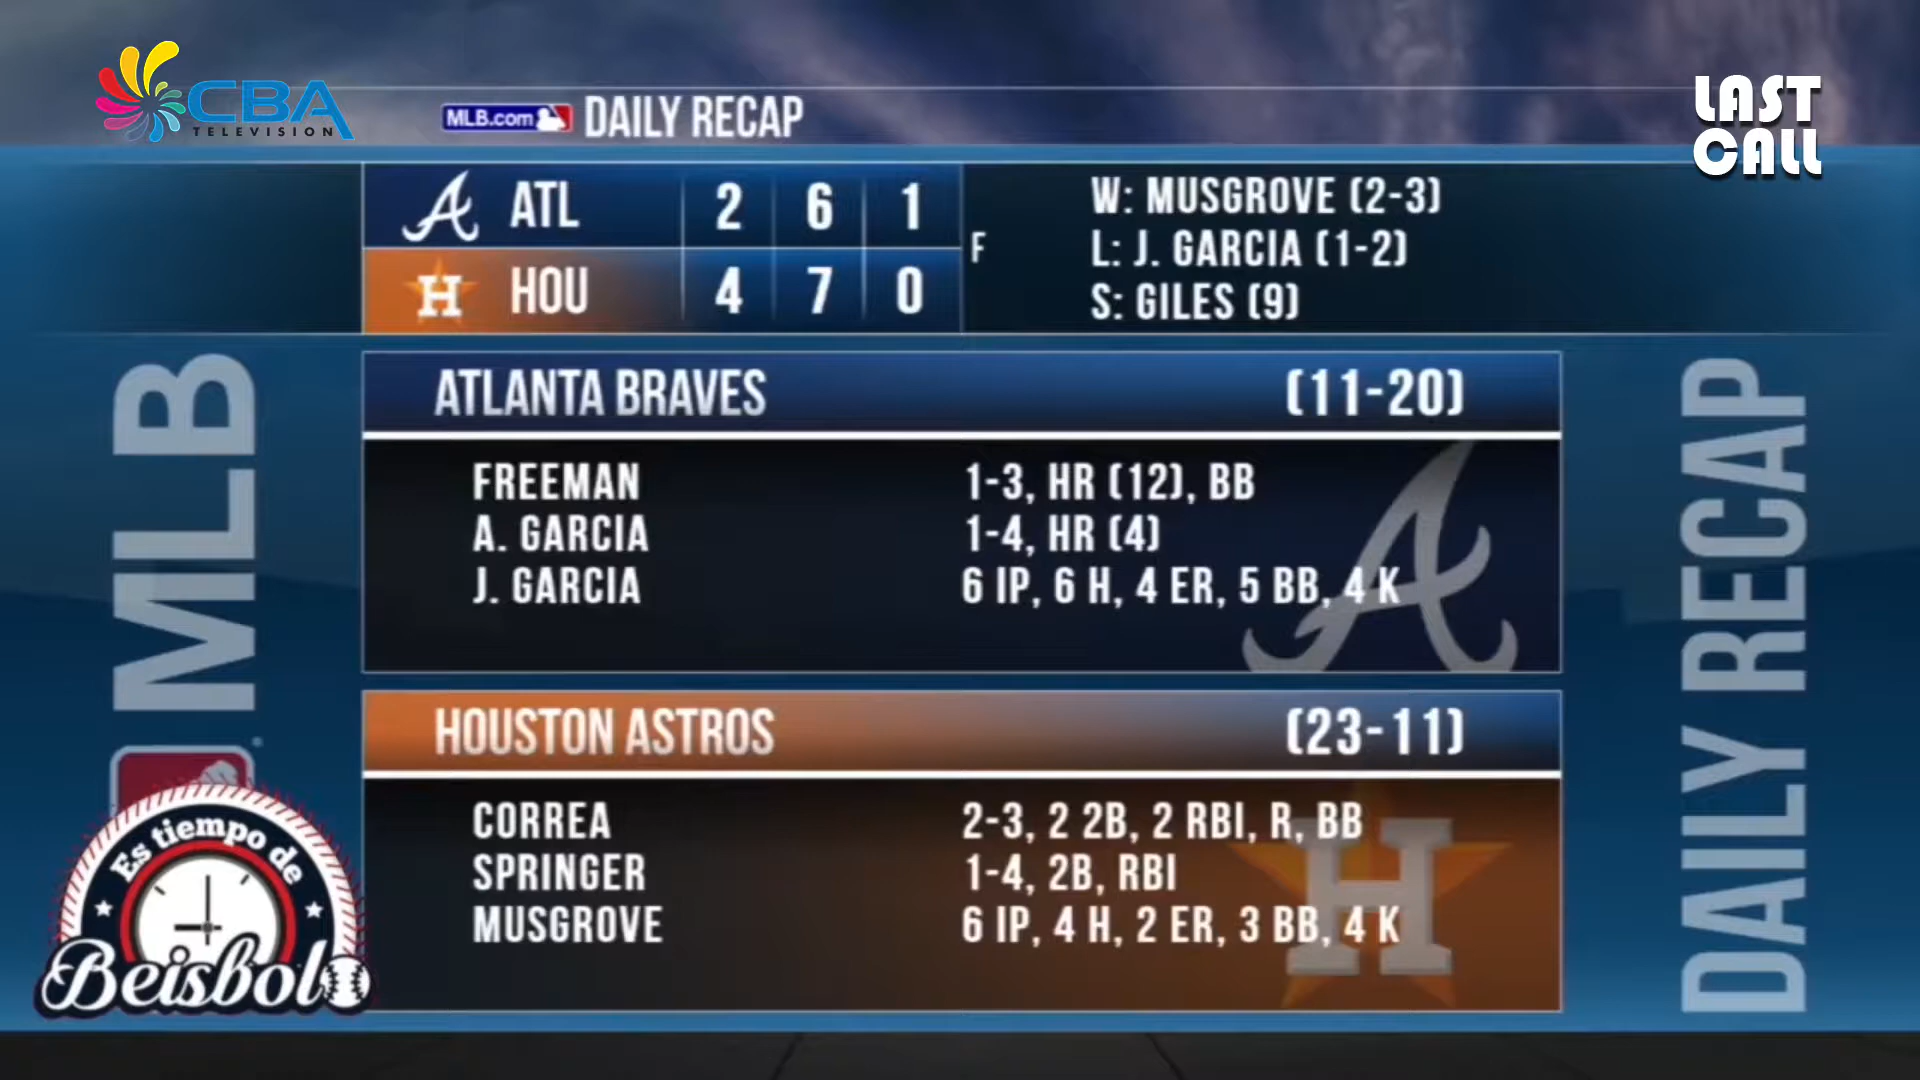 CBA
TELEVISION
MLB.com DAILY RECAP
LAST
CALL
ATL 2 6 1
HOU 4 7 0
F
W: MUSGROVE (2-3)
L: J. GARCIA (1-2)
S: GILES (9)
ATLANTA BRAVES (11-20)
FREEMAN 1-3, HR (12), BB
A. GARCIA 1-4, HR (4)
J. GARCIA 6 IP, 6 H, 4 ER, 5 BB, 4 K
HOUSTON ASTROS (23-11)
CORREA 2-3, 2 2B, 2 RBI, R, BB
SPRINGER 1-4, 2B, RBI
MUSGROVE 6 IP, 4 H, 2 ER, 3 BB, 4 K
MLB
DAILY RECAP
Es tiempo de
Beisbol